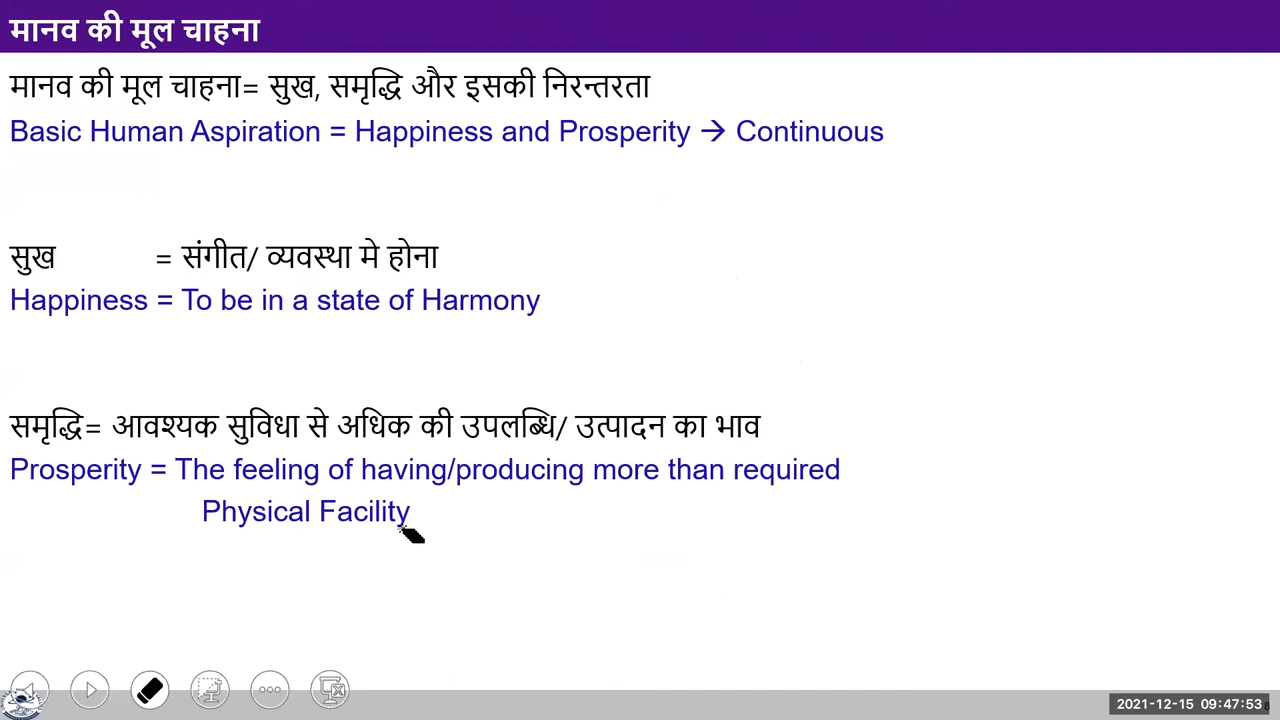 मानव की मूल चाहना
मानव की मूल चाहना= सुख, समृद्धि और इसकी निरन्तरता
Basic Human Aspiration = Happiness and Prosperity → Continuous
सुख = संगीत/ व्यवस्था मे होना
Happiness = To be in a state of Harmony
समृद्धि= आवश्यक सुविधा से अधिक की उपलब्धि/ उत्पादन का भाव
Prosperity = The feeling of having/producing more than required
Physical Facility
2021-12-15 09:47:53
8